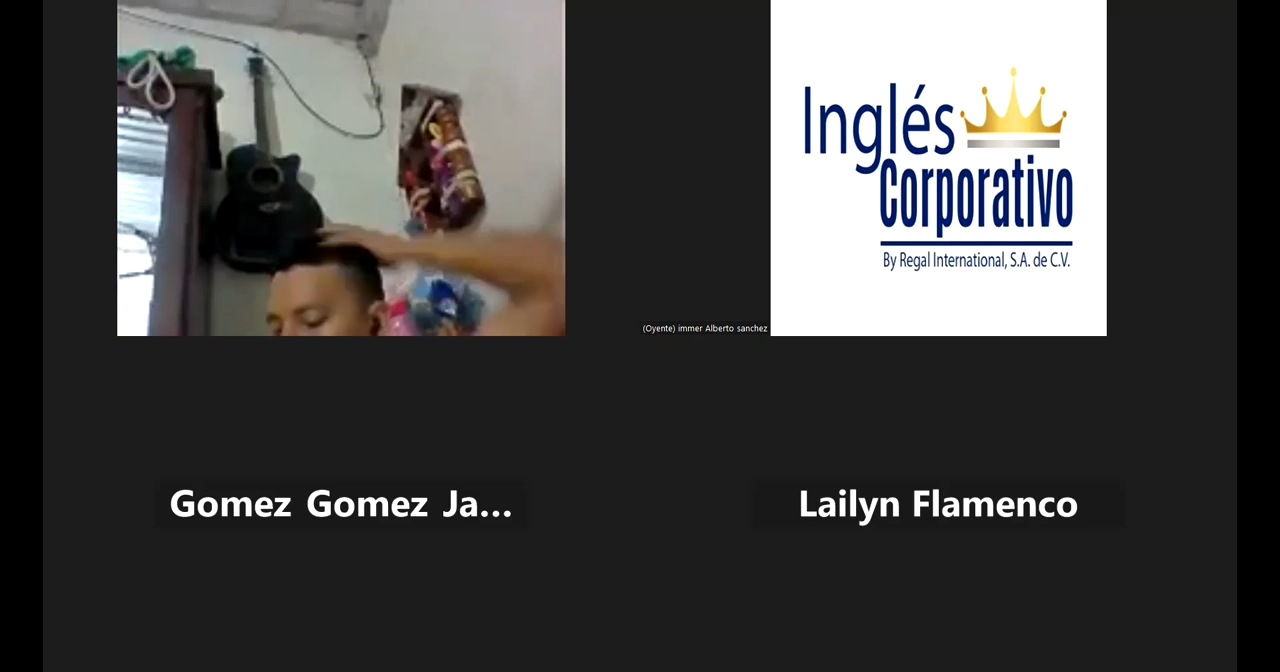 Inglés
Corporativo
By Regal International, S.A. de C.V.
(Oyente) immer Alberto sanchez
Gomez Gomez Ja...
Lailyn Flamenco